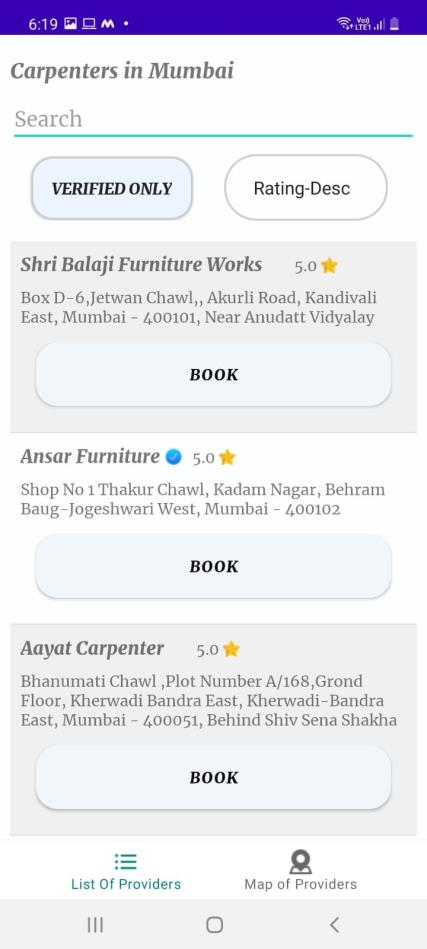 6:19
Vo)) LTE1
Carpenters in Mumbai
Search
VERIFIED ONLY
Rating-Desc
Shri Balaji Furniture Works 5.0
Box D-6,Jetwan Chawl,, Akurli Road, Kandivali
East, Mumbai - 400101, Near Anudatt Vidyalay
BOOK
Ansar Furniture 5.0
Shop No 1 Thakur Chawl, Kadam Nagar, Behram
Baug-Jogeshwari West, Mumbai - 400102
BOOK
Aayat Carpenter 5.0
Bhanumati Chawl ,Plot Number A/168,Grond
Floor, Kherwadi Bandra East, Kherwadi-Bandra
East, Mumbai - 400051, Behind Shiv Sena Shakha
BOOK
List Of Providers
Map of Providers